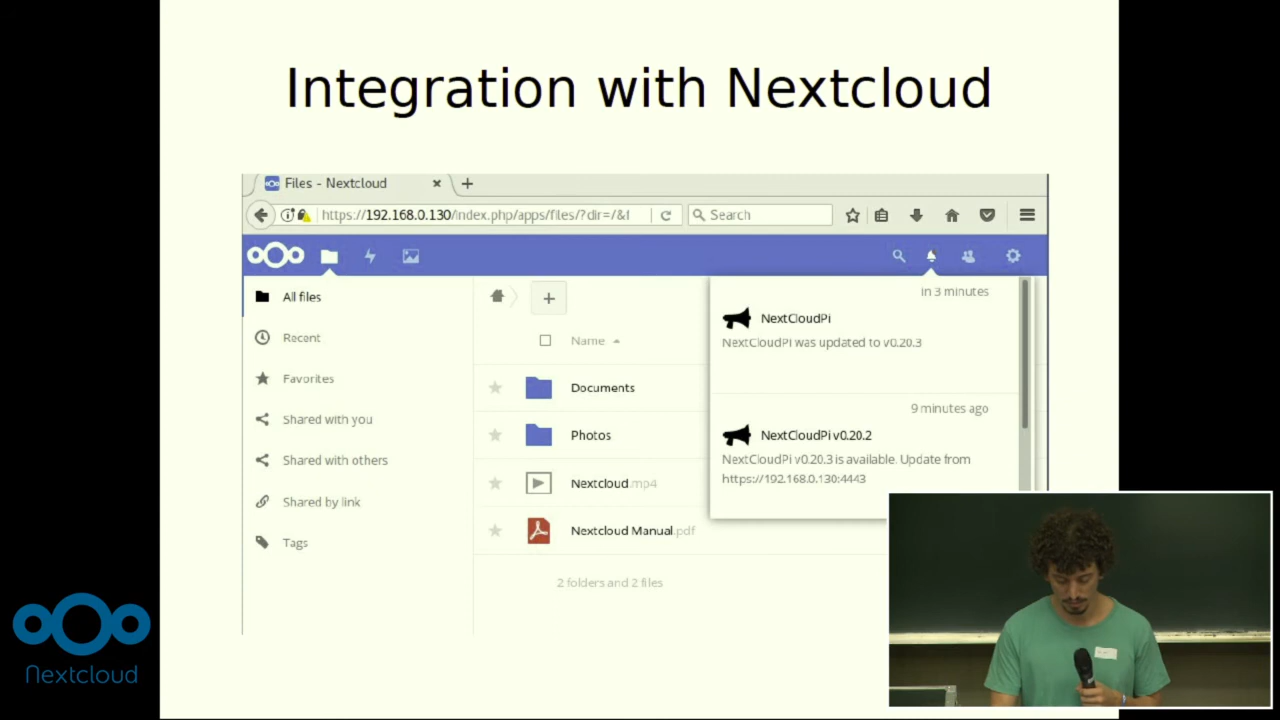 Integration with Nextcloud
Files - Nextcloud
https://192.168.0.130/index.php/apps/files/?dir=/&f
Search
All files
Recent
Favorites
Shared with you
Shared with others
Shared by link
Tags
Name
Documents
Photos
Nextcloud.mp4
Nextcloud Manual.pdf
2 folders and 2 files
in 3 minutes
NextCloudPi
NextCloudPi was updated to v0.20.3
9 minutes ago
NextCloudPi v0.20.2
NextCloudPi v0.20.3 is available. Update from
https://192.168.0.130:4443
Nextcloud